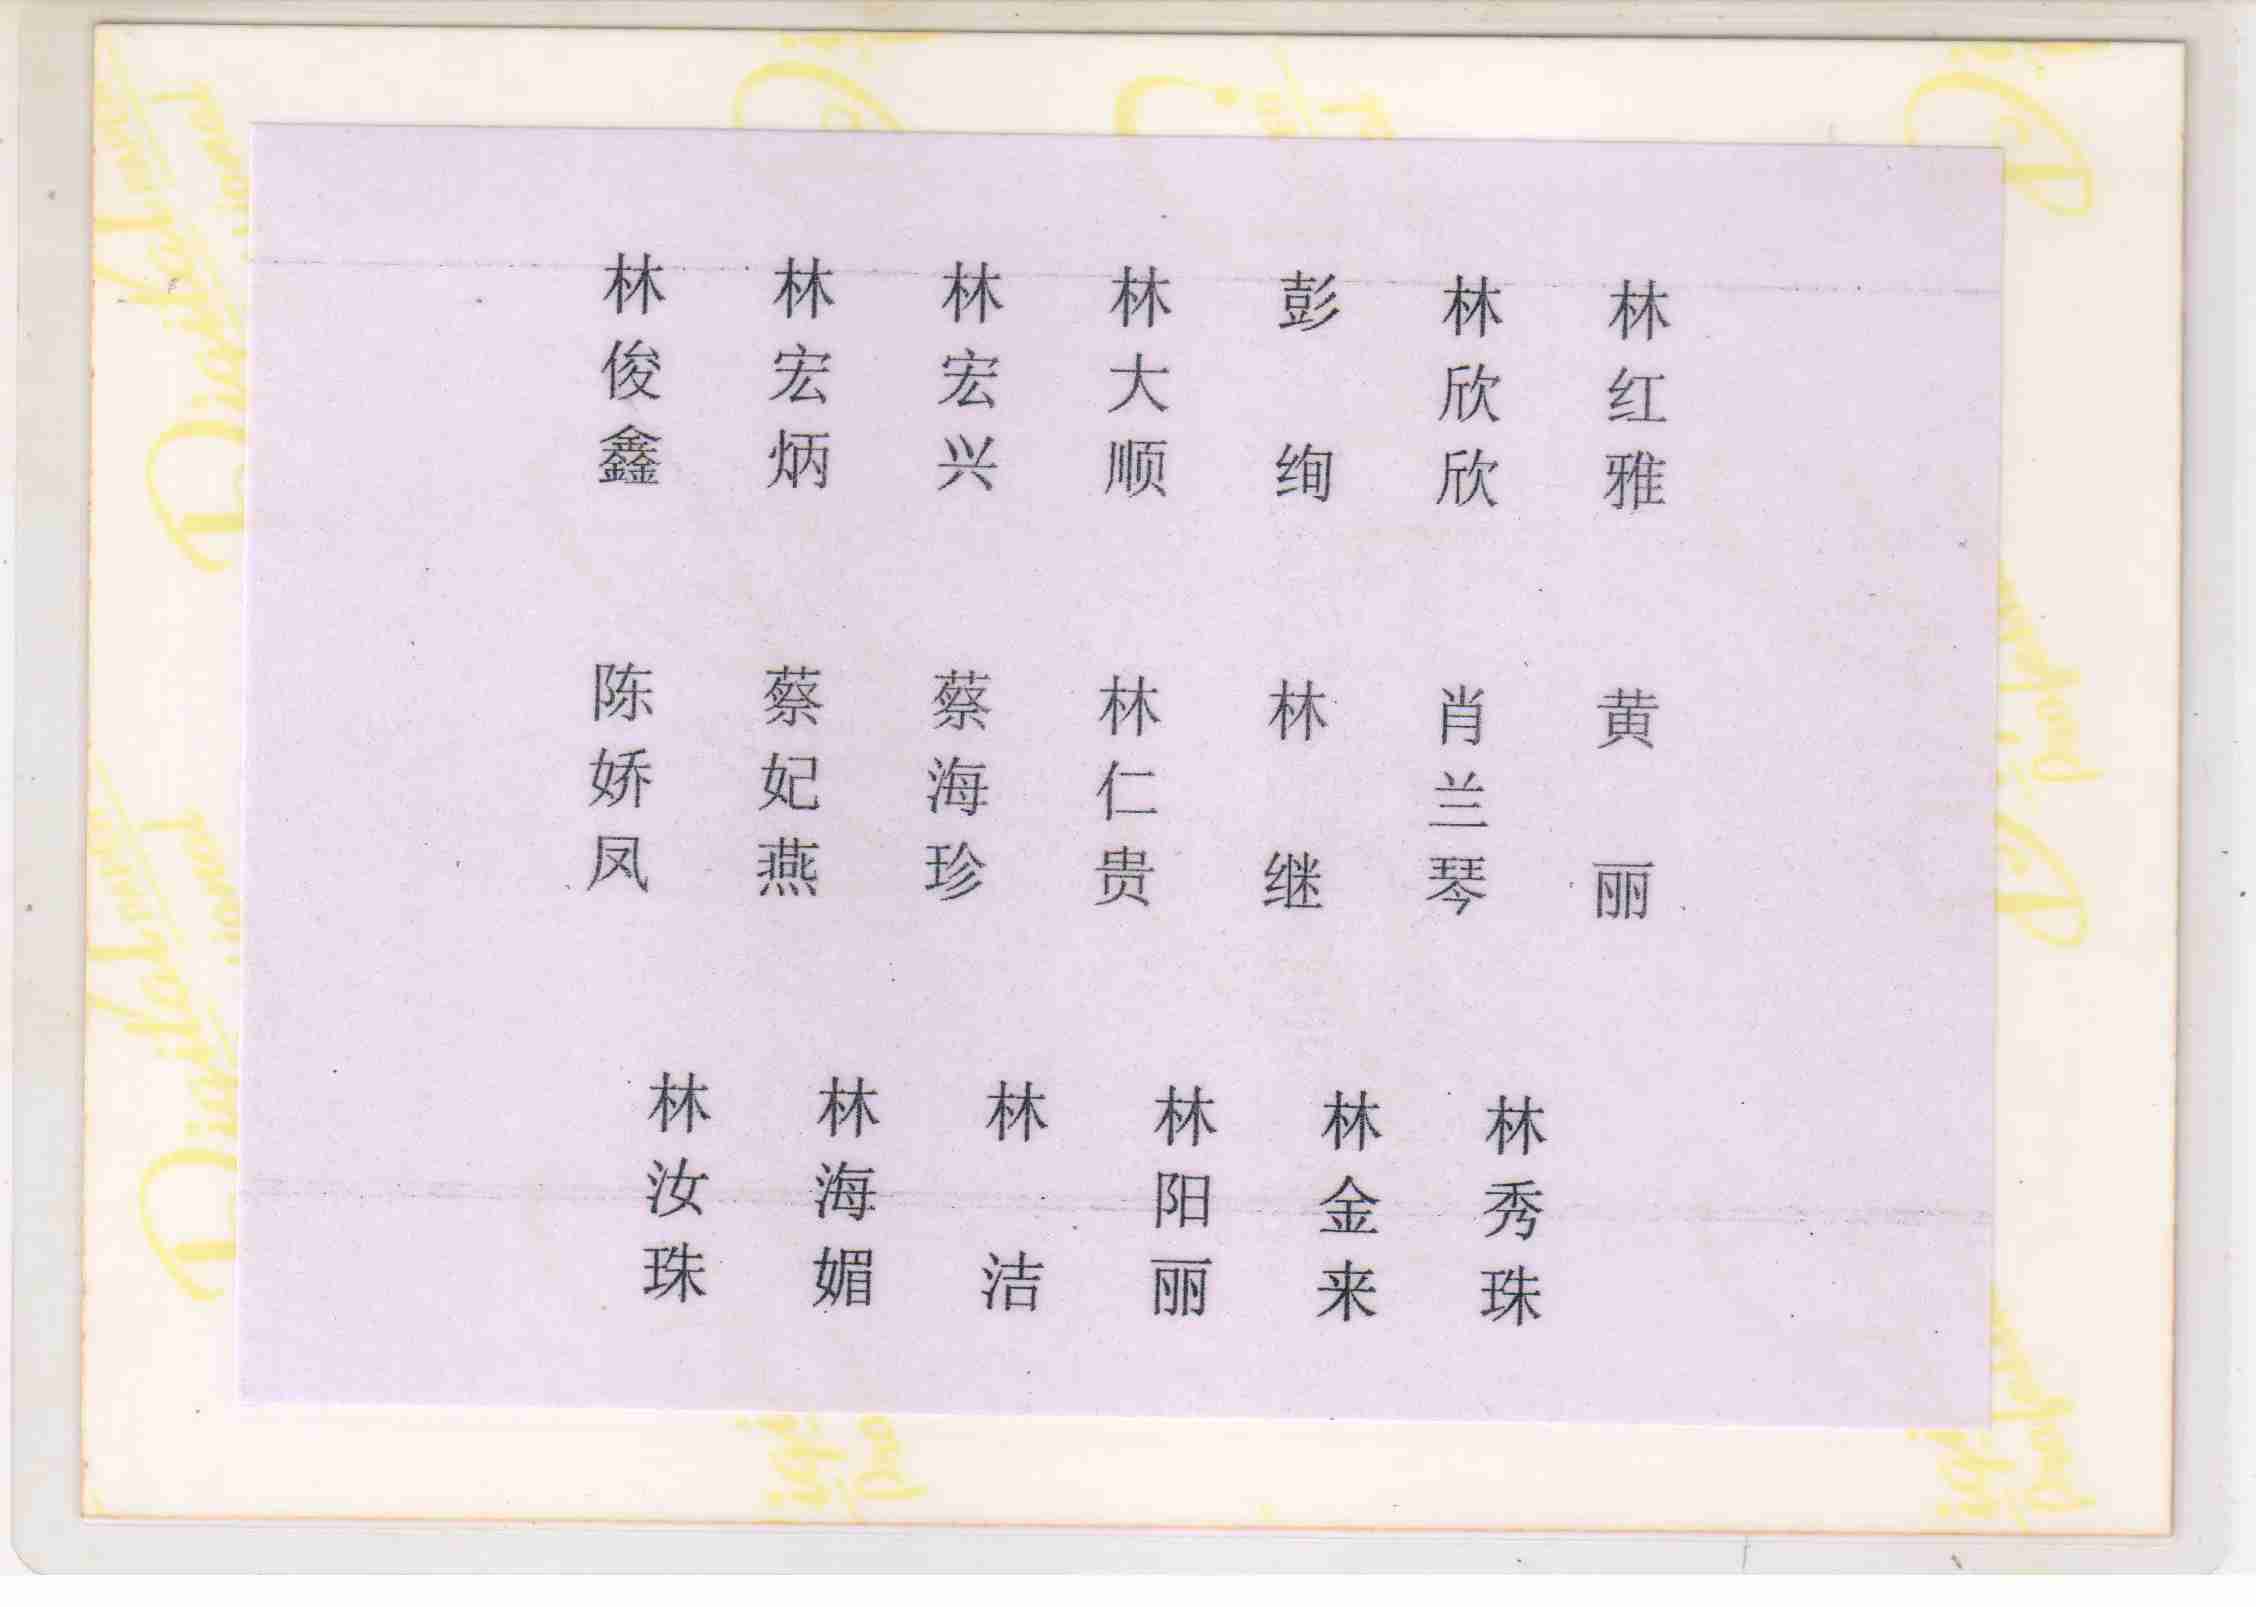 林俊鑫
林宏炳
林宏兴
林大顺
彭绚
林欣欣
林红雅
陈娇凤
蔡妃燕
蔡海珍
林仁贵
林继
肖兰琴
黄丽
林汝珠
林海媚
林洁
林阳丽
林金来
林秀珠